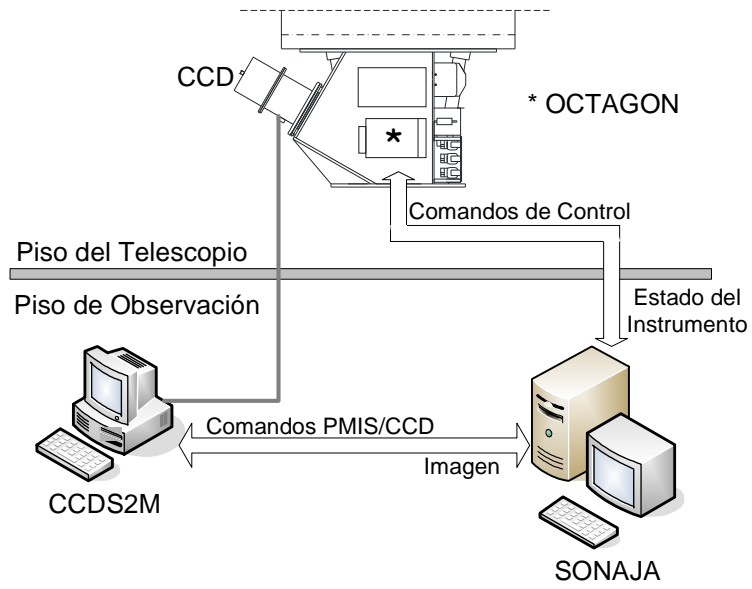 CCD
* OCTAGON
*
Comandos de Control
Piso del Telescopio
Piso de Observación
Estado del
Instrumento
Comandos PMIS/CCD
Imagen
CCDS2M
SONAJA